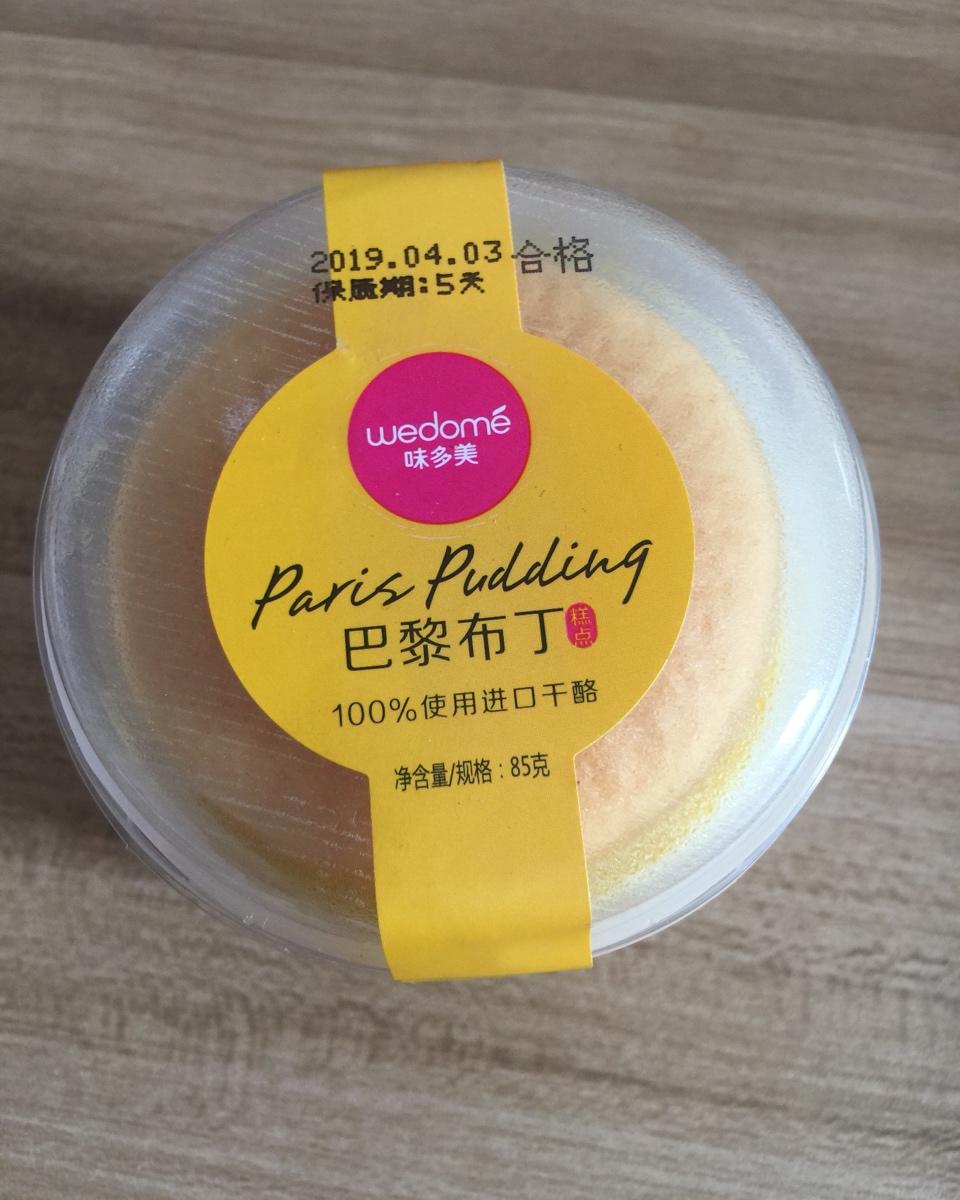 2019.04.03 合格
保质期:5天
wedomé
味多美
Paris Pudding
巴黎布丁
糕点
100%使用进口干酪
净含量/规格:85克